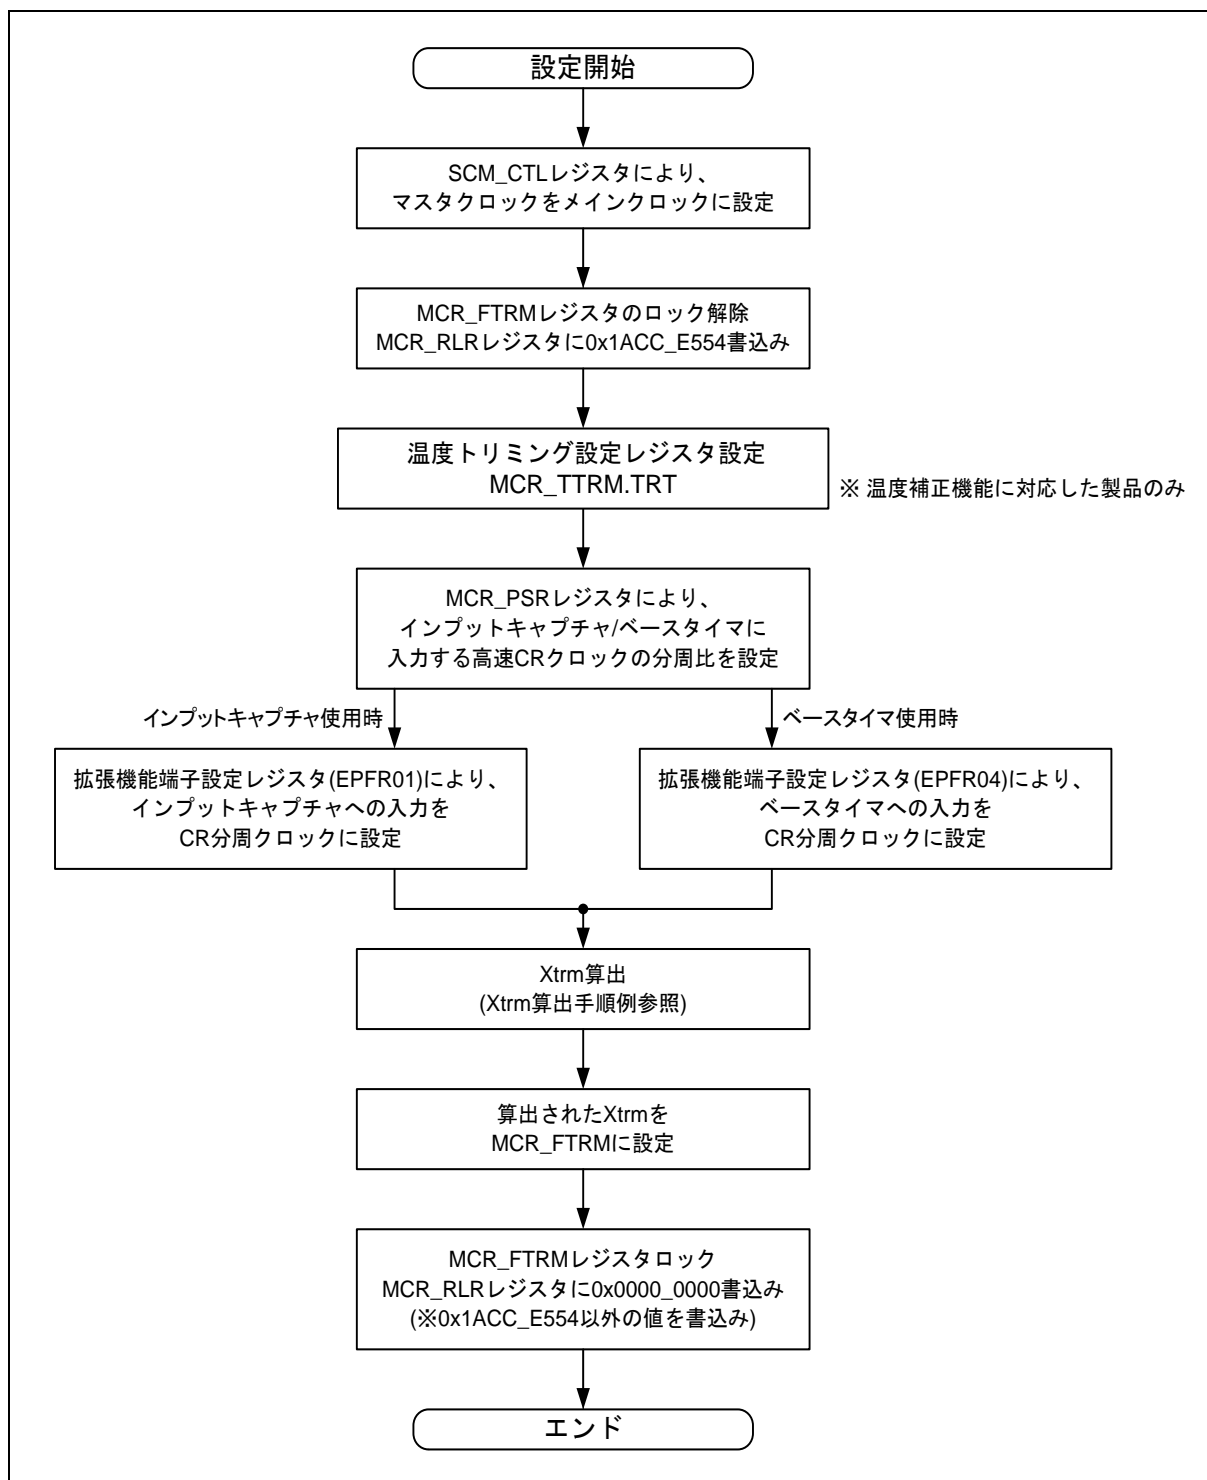 設定開始
SCM_CTLレジスタにより、
マスタクロックをメインクロックに設定
MCR_FTRMレジスタのロック解除
MCR_RLRレジスタに0x1ACC_E554書込み
温度トリミング設定レジスタ設定
MCR_TTRM.TRT
※ 温度補正機能に対応した製品のみ
MCR_PSRレジスタにより、
インプットキャプチャ/ベースタイマに
入力する高速CRクロックの分周比を設定
インプットキャプチャ使用時
ベースタイマ使用時
拡張機能端子設定レジスタ(EPFR01)により、
インプットキャプチャへの入力を
CR分周クロックに設定
拡張機能端子設定レジスタ(EPFR04)により、
ベースタイマへの入力を
CR分周クロックに設定
Xtrm算出
(Xtrm算出手順例参照)
算出されたXtrmを
MCR_FTRMに設定
MCR_FTRMレジスタロック
MCR_RLRレジスタに0x0000_0000書込み
(※0x1ACC_E554以外の値を書込み)
エンド